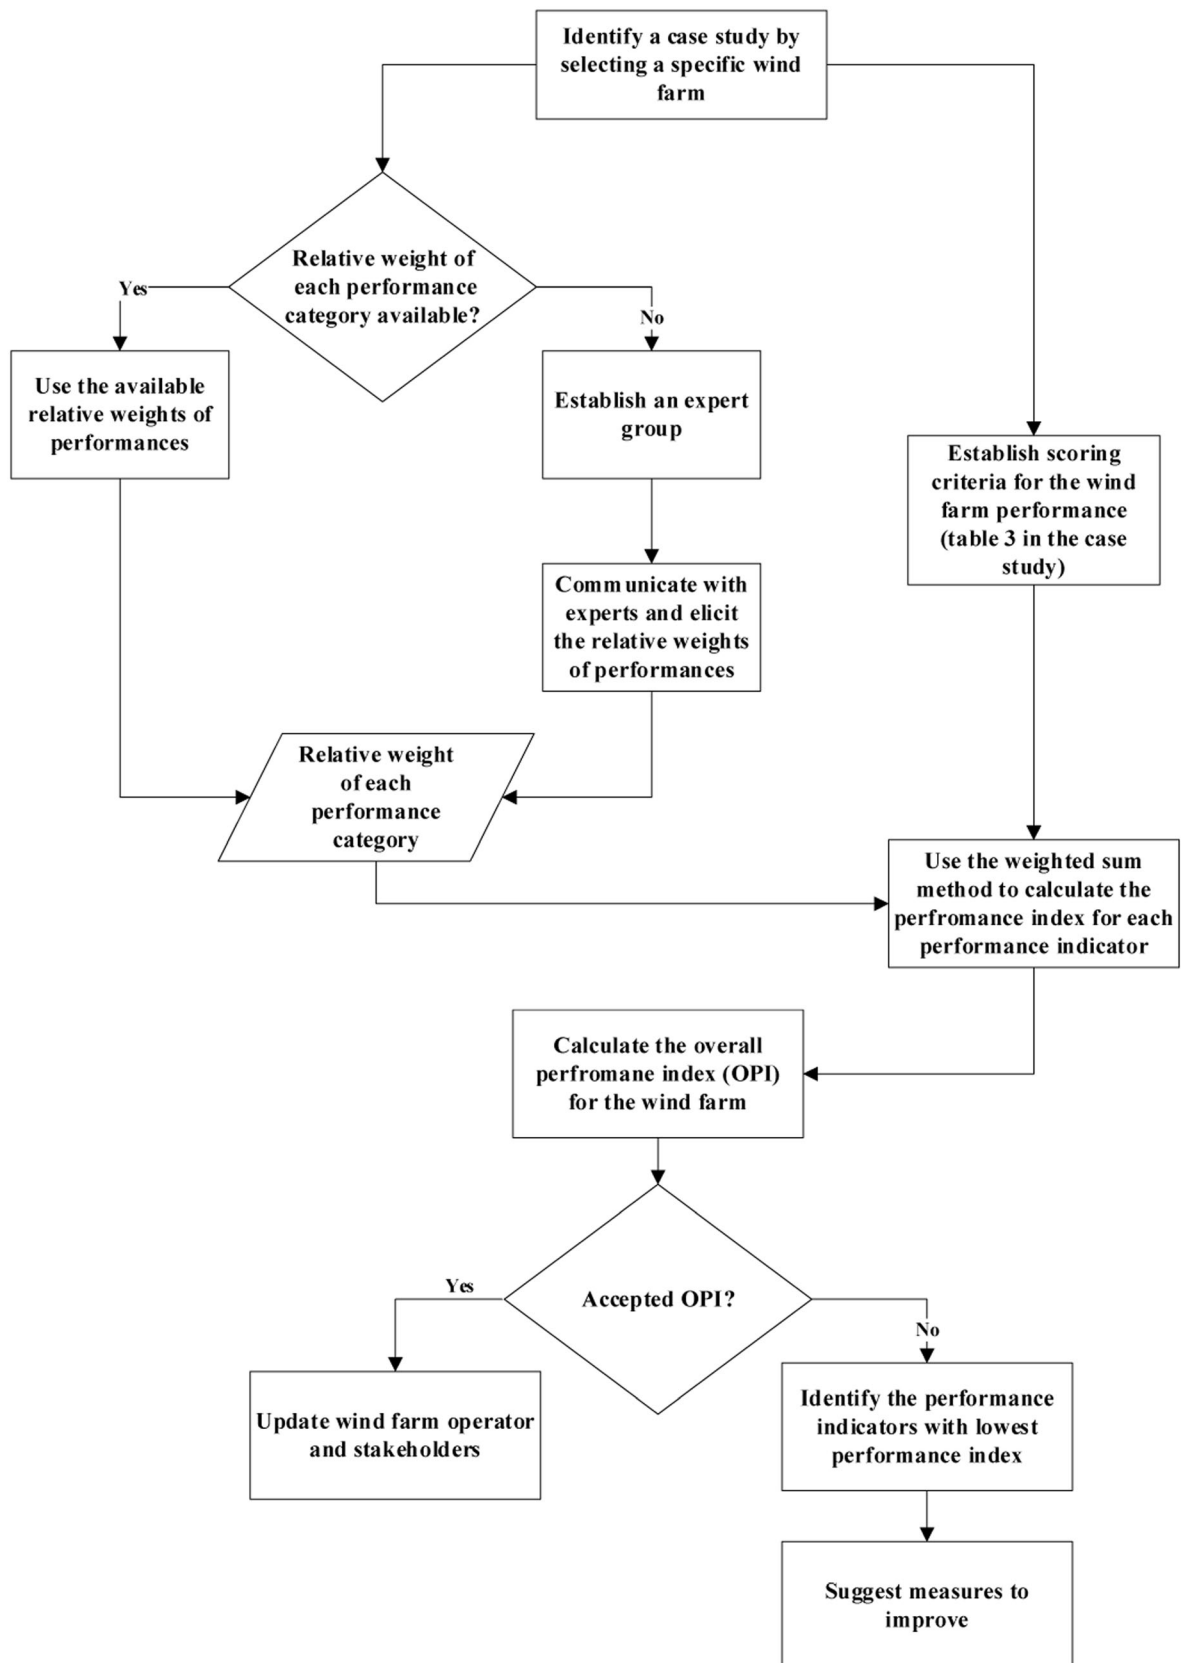 Identify a case study by
selecting a specific wind
farm
Relative weight of
each performance
category available?
Yes
No
Use the available
relative weights of
performances
Establish an expert
group
Establish scoring
criteria for the wind
farm performance
(table 3 in the case
study)
Communicate with
experts and elicit
the relative weights
of performances
Relative weight
of each
performance
category
Use the weighted sum
method to calculate the
perfromance index for each
performance indicator
Calculate the overall
perfromane index (OPI)
for the wind farm
Accepted OPI?
Yes
No
Update wind farm operator
and stakeholders
Identify the performance
indicators with lowest
performance index
Suggest measures to
improve